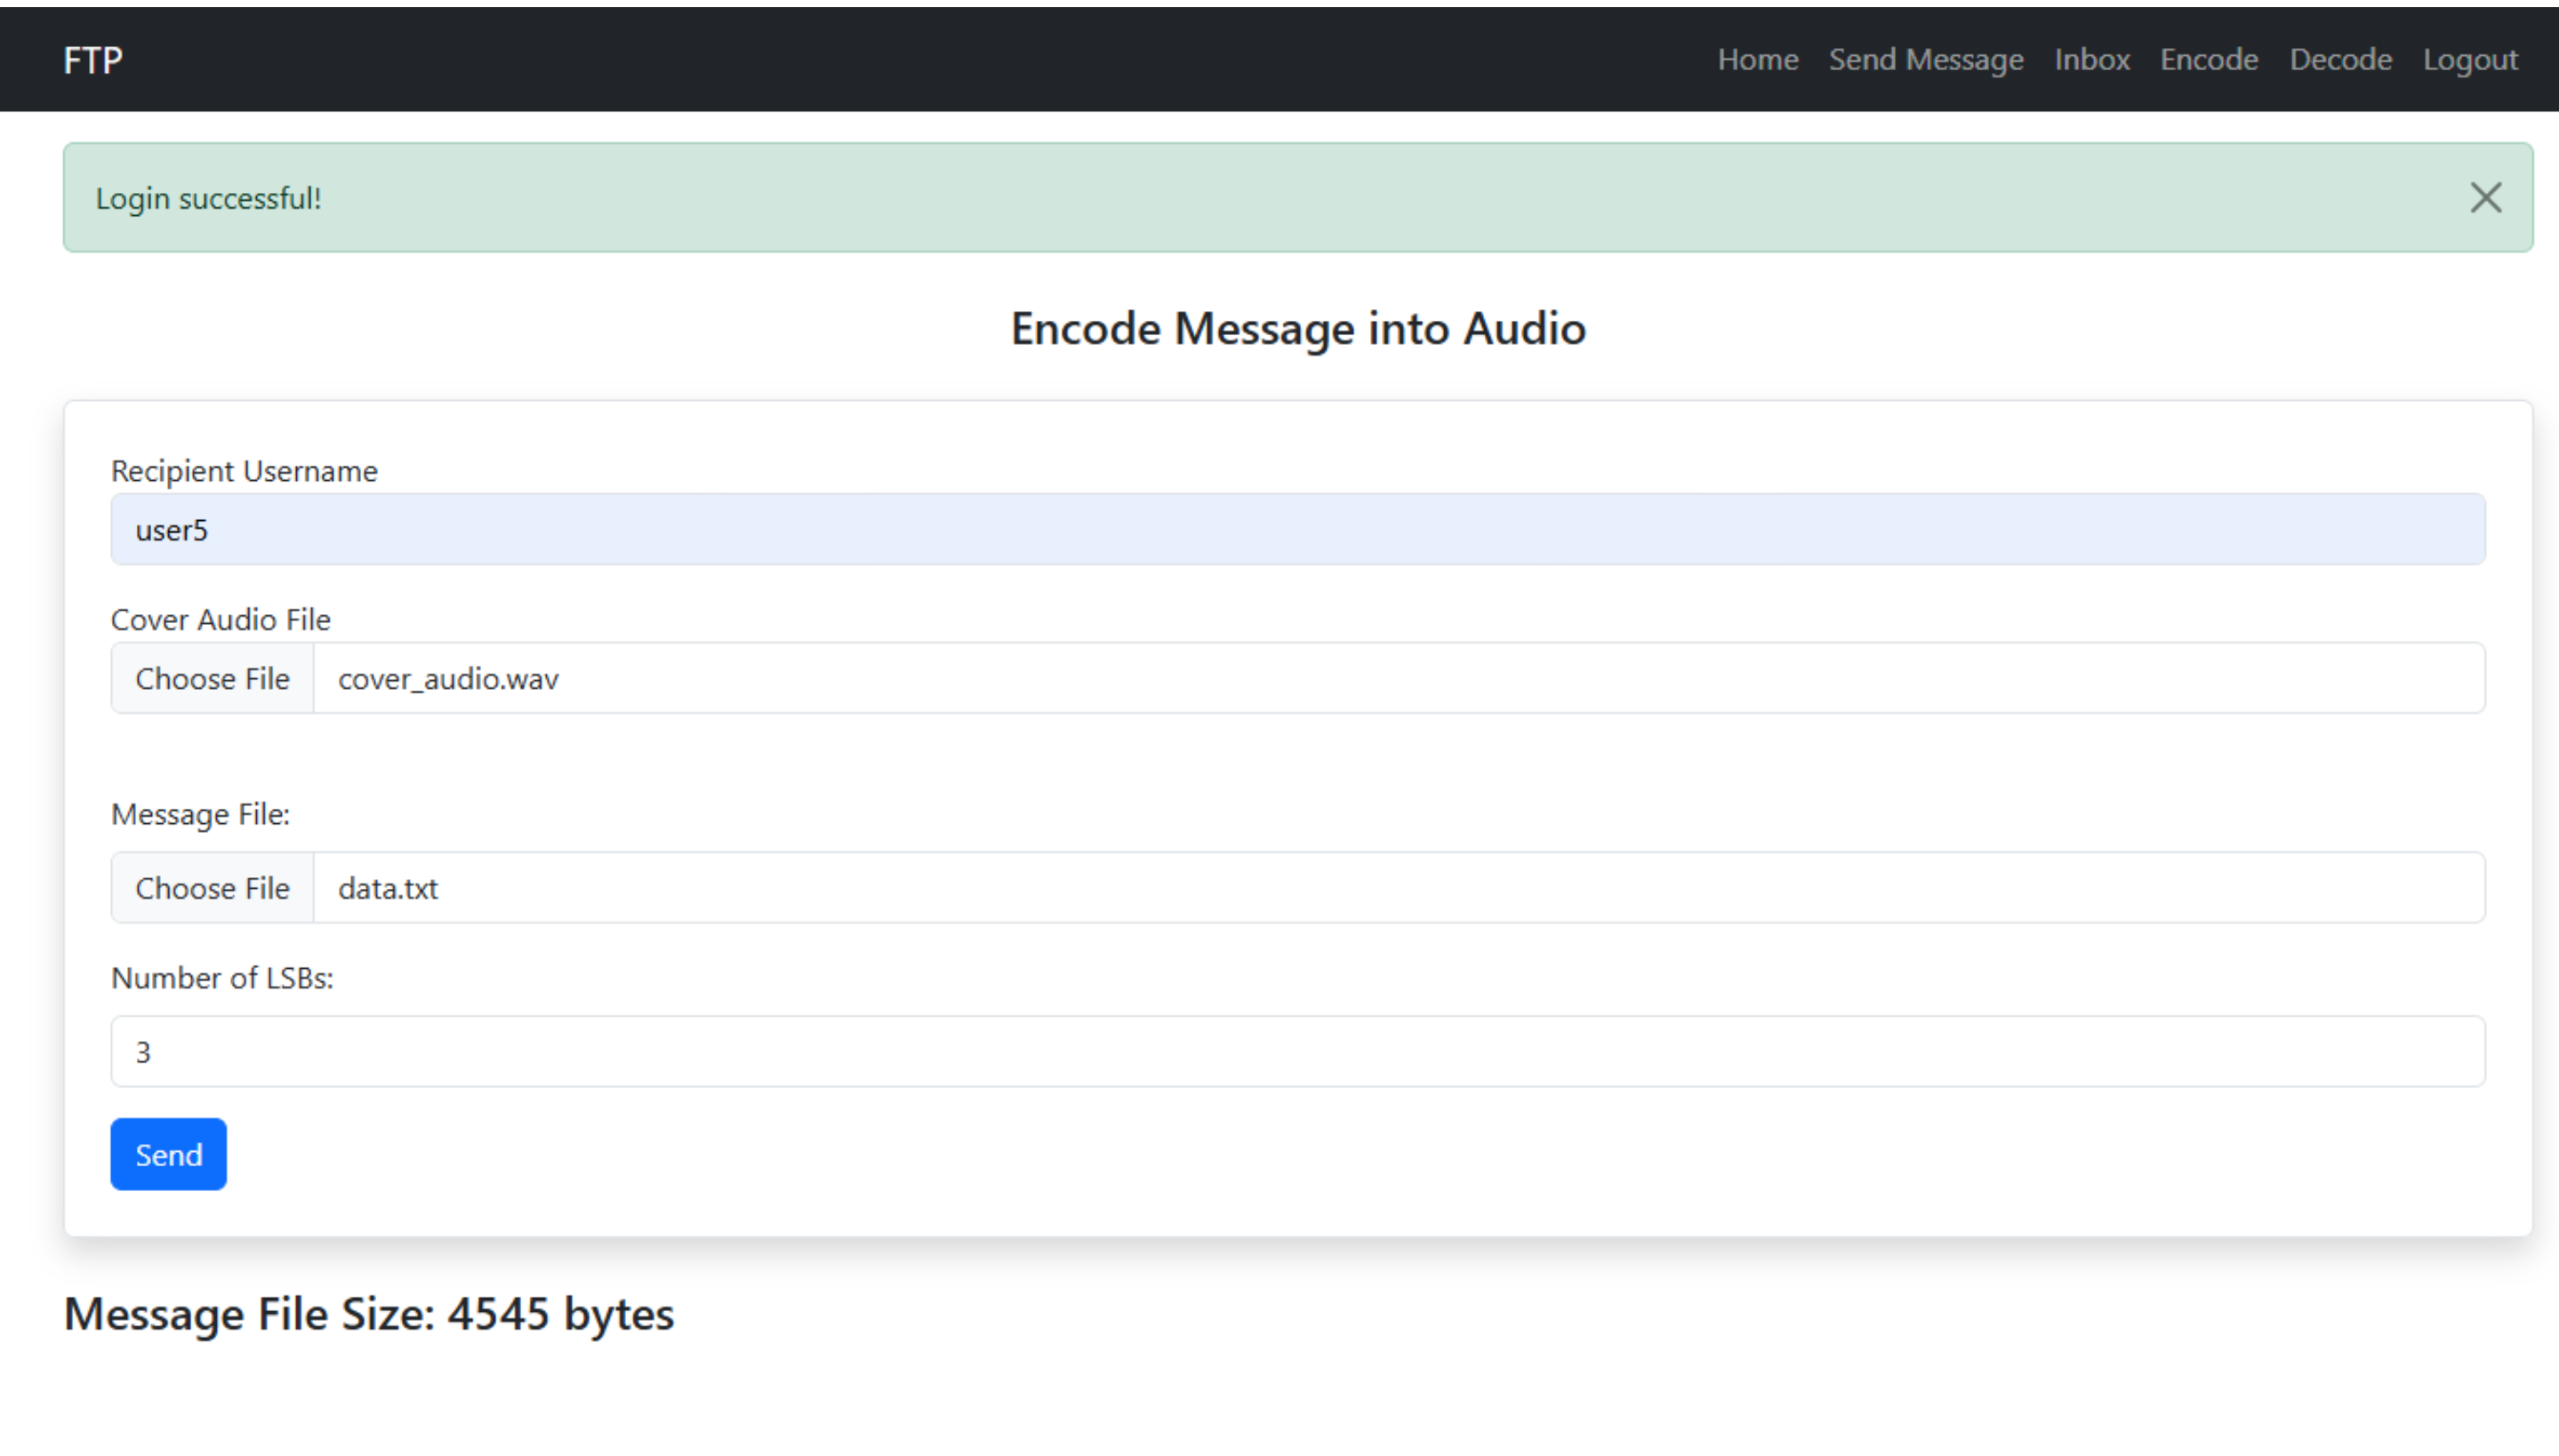 FTP Home Send Message Inbox Encode Decode Logout
Login successful!
Encode Message into Audio
Recipient Username
user5
Cover Audio File
Choose File cover_audio.wav
Message File:
Choose File data.txt
Number of LSBs:
3
Send
Message File Size: 4545 bytes